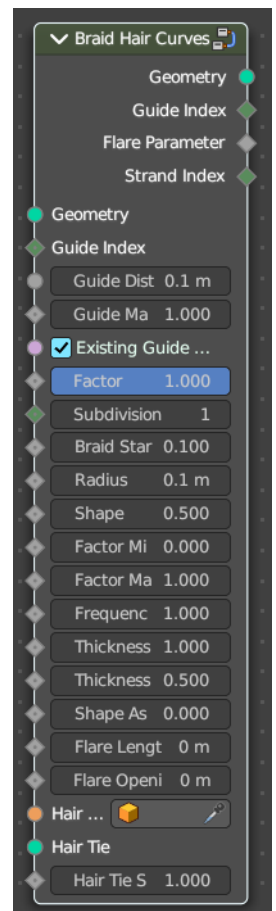 Braid Hair Curves
Geometry
Guide Index
Flare Parameter
Strand Index
Geometry
Guide Index
Guide Dist 0.1 m
Guide Ma 1.000
Existing Guide ...
Factor 1.000
Subdivision 1
Braid Star 0.100
Radius 0.1 m
Shape 0.500
Factor Mi 0.000
Factor Ma 1.000
Frequenc 1.000
Thickness 1.000
Thickness 0.500
Shape As 0.000
Flare Lengt 0 m
Flare Openi 0 m
Hair ...
Hair Tie
Hair Tie S 1.000